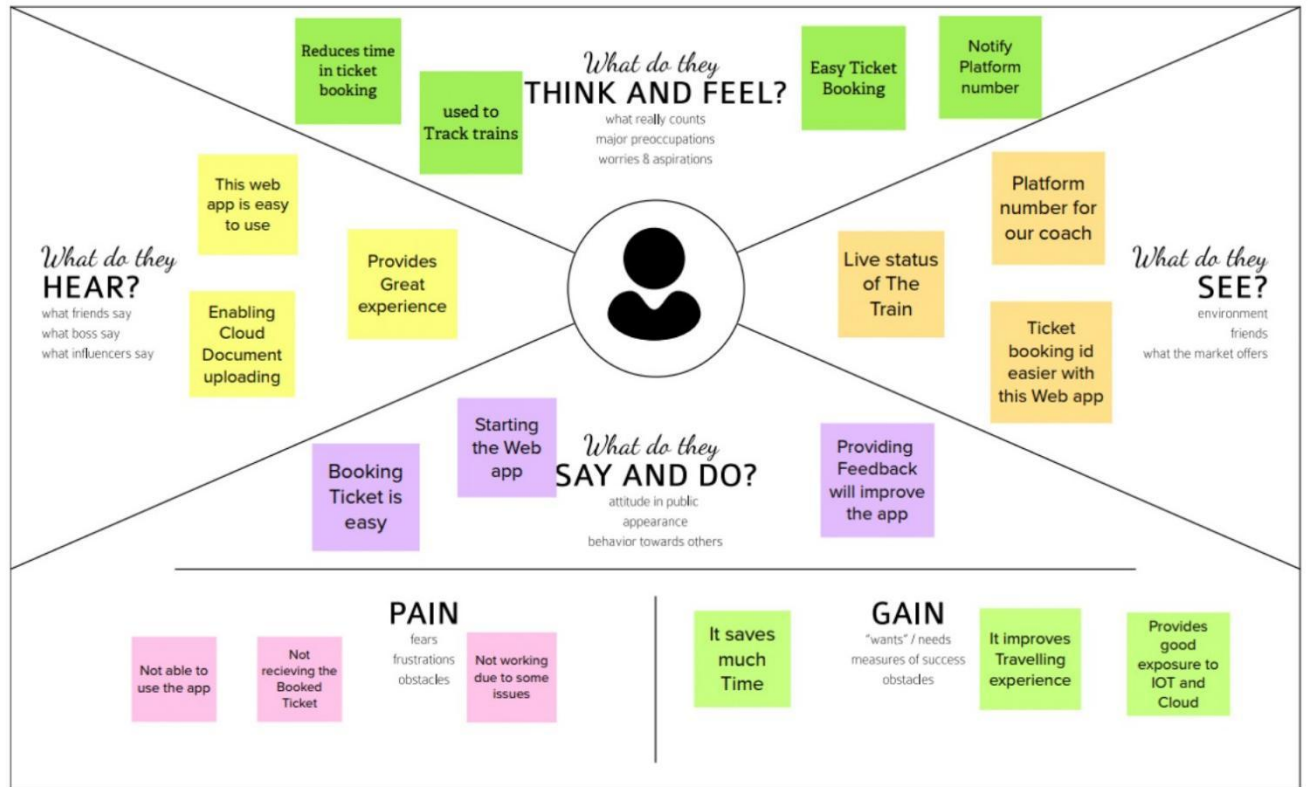 What do they
THINK AND FEEL?
what really counts
major preoccupations
worries & aspirations
Reduces time
in ticket
booking
used to
Track trains
Easy Ticket
Booking
Notify
Platform
number
What do they
HEAR?
what friends say
what boss say
what influencers say
This web
app is easy
to use
Provides
Great
experience
Enabling
Cloud
Document
uploading
What do they
SEE?
environment
friends
what the market offers
Platform
number for
our coach
Live status
of The
Train
Ticket
booking id
easier with
this Web app
What do they
SAY AND DO?
attitude in public
appearance
behavior towards others
Booking
Ticket is
easy
Starting
the Web
app
Providing
Feedback
will improve
the app
PAIN
fears
frustrations
obstacles
Not able to
use the app
Not
recieving the
Booked
Ticket
Not working
due to some
issues
GAIN
"wants" / needs
measures of success
obstacles
It saves
much
Time
It improves
Travelling
experience
Provides
good
exposure to
IOT and
Cloud